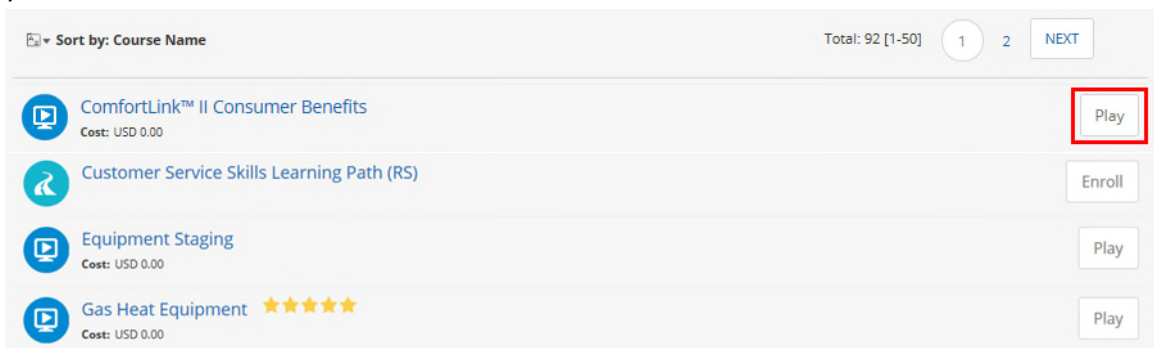 Sort by: Course Name Total: 92 [1-50] 1 2 NEXT
ComfortLink™ II Consumer Benefits
Cost: USD 0.00
Play
Customer Service Skills Learning Path (RS)
Enroll
Equipment Staging
Cost: USD 0.00
Play
Gas Heat Equipment
Cost: USD 0.00
Play